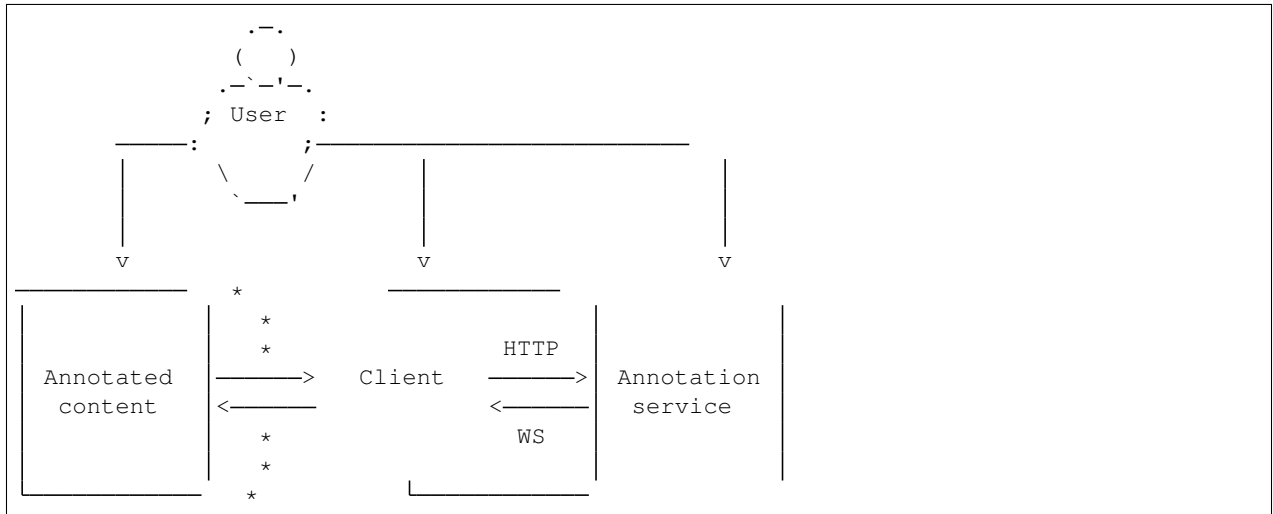 User
v v v
HTTP
Annotated Client Annotation
content service
WS